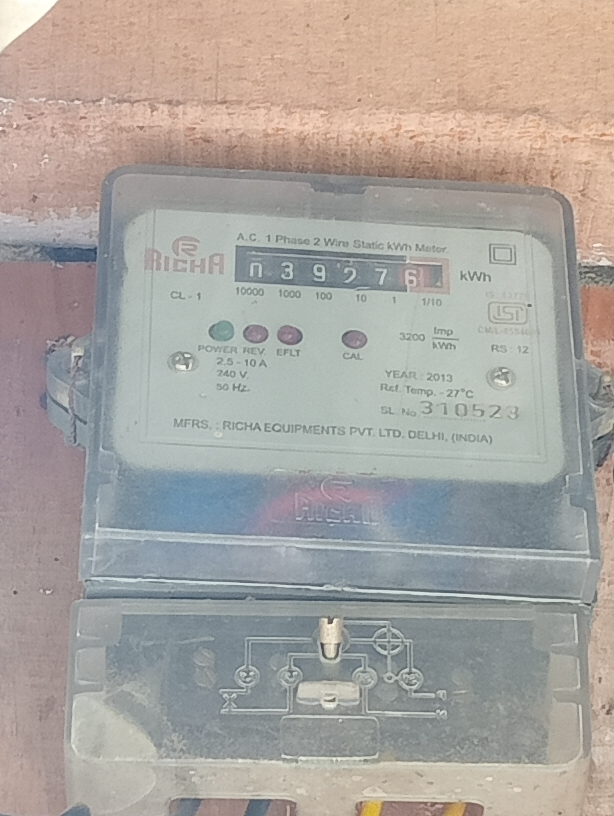 A.C. 1 Phase 2 Wire Static kWh Meter.
RICHA
039276 kWh
CL - 1 10000 1000 100 10 1 1/10
3200 Imp/kWh
POWER REV. EFLT CAL RS : 12
2.5 - 10 A
240 V.
50 Hz.
YEAR : 2013
Ref. Temp. - 27°C
SL. No. 310523
MFRS. : RICHA EQUIPMENTS PVT. LTD. DELHI, (INDIA)
RICHA